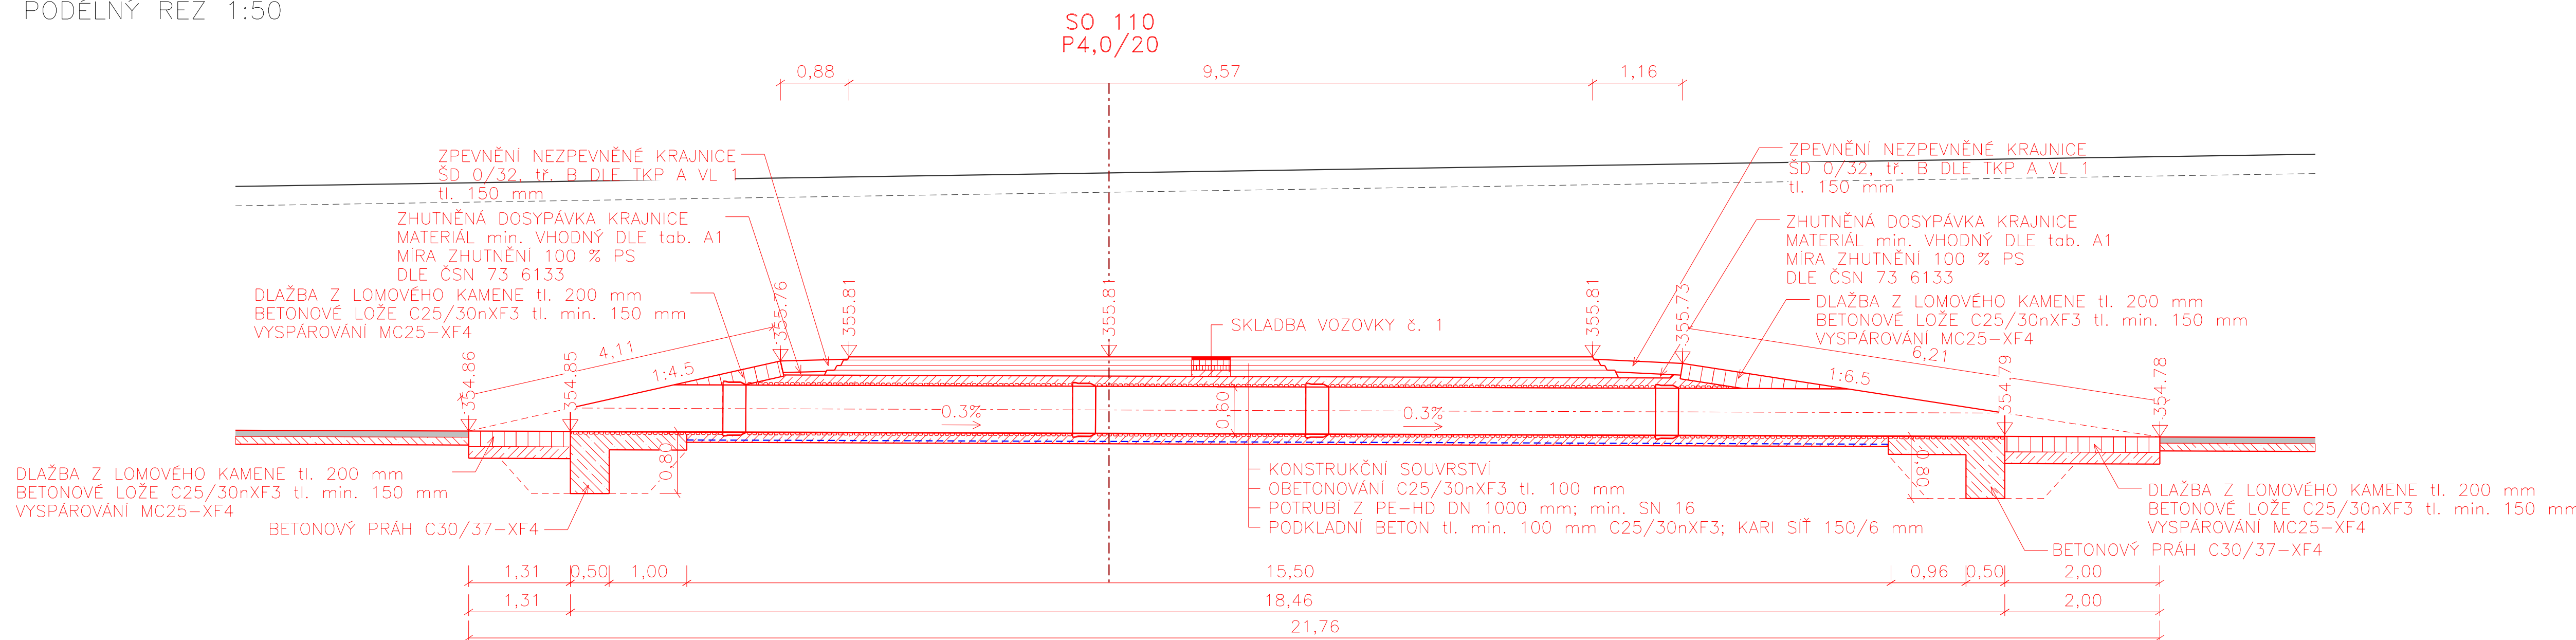 PODÉLNÝ ŘEZ 1:50
SO 110
P4,0/20
0,88
9,57
1,16
ZPEVNĚNÍ NEZPEVNĚNÉ KRAJNICE
ŠD 0/32, tř. B DLE TKP A VL 1
tl. 150 mm
ZPEVNĚNÍ NEZPEVNĚNÉ KRAJNICE
ŠD 0/32, tř. B DLE TKP A VL 1
tl. 150 mm
ZHUTNĚNÁ DOSYPÁVKA KRAJNICE
MATERIÁL min. VHODNÝ DLE tab. A1
MÍRA ZHUTNĚNÍ 100 % PS
DLE ČSN 73 6133
ZHUTNĚNÁ DOSYPÁVKA KRAJNICE
MATERIÁL min. VHODNÝ DLE tab. A1
MÍRA ZHUTNĚNÍ 100 % PS
DLE ČSN 73 6133
DLAŽBA Z LOMOVÉHO KAMENE tl. 200 mm
BETONOVÉ LOŽE C25/30nXF3 tl. min. 150 mm
VYSPÁROVÁNÍ MC25-XF4
DLAŽBA Z LOMOVÉHO KAMENE tl. 200 mm
BETONOVÉ LOŽE C25/30nXF3 tl. min. 150 mm
VYSPÁROVÁNÍ MC25-XF4
355.76
355.81
355.81
355.81
355.73
SKLADBA VOZOVKY č. 1
4,11
6,21
1:4.5
1:6.5
354.86
354.85
354.79
354.78
0.3%
0,60
0.3%
0,80
0,80
DLAŽBA Z LOMOVÉHO KAMENE tl. 200 mm
BETONOVÉ LOŽE C25/30nXF3 tl. min. 150 mm
VYSPÁROVÁNÍ MC25-XF4
BETONOVÝ PRÁH C30/37-XF4
KONSTRUKČNÍ SOUVRSTVÍ
OBETONOVÁNÍ C25/30nXF3 tl. 100 mm
POTRUBÍ Z PE-HD DN 1000 mm; min. SN 16
PODKLADNÍ BETON tl. min. 100 mm C25/30nXF3; KARI SÍŤ 150/6 mm
DLAŽBA Z LOMOVÉHO KAMENE tl. 200 mm
BETONOVÉ LOŽE C25/30nXF3 tl. min. 150 mm
VYSPÁROVÁNÍ MC25-XF4
BETONOVÝ PRÁH C30/37-XF4
1,31
0,50
1,00
15,50
0,96
0,50
2,00
1,31
18,46
2,00
21,76